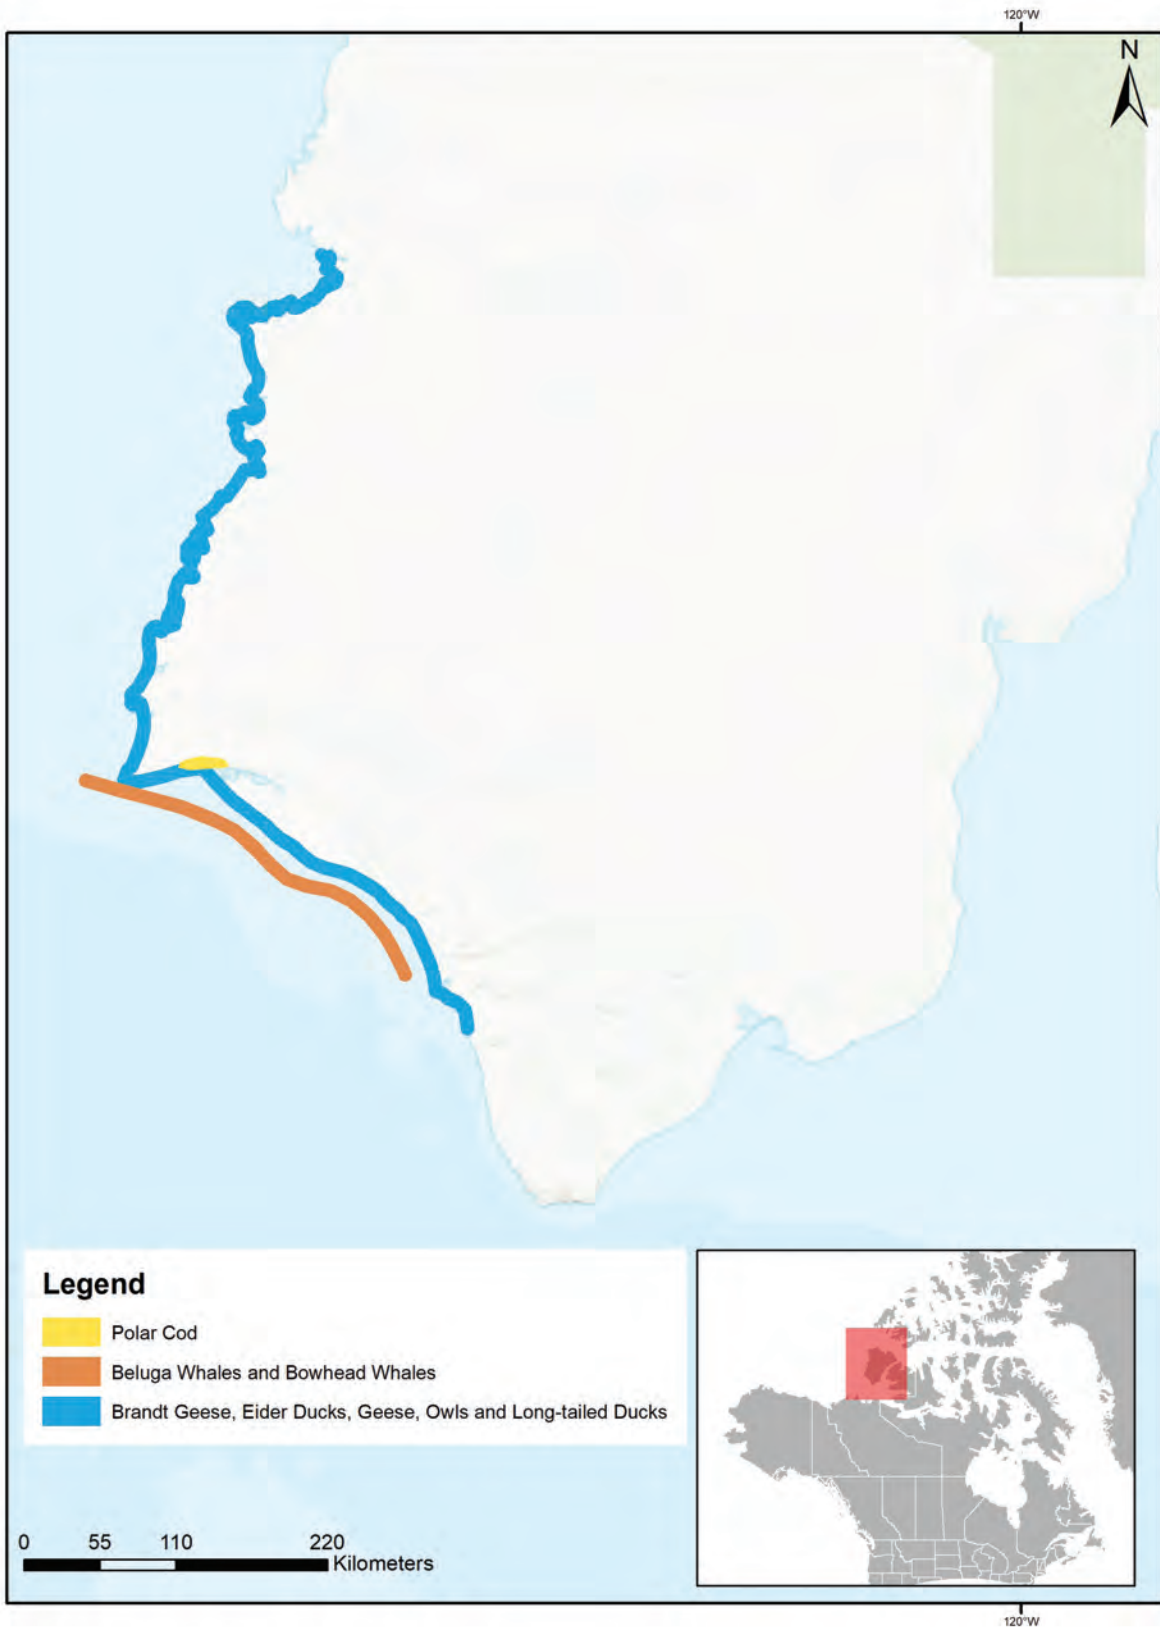 120°W
N
Legend
Polar Cod
Beluga Whales and Bowhead Whales
Brandt Geese, Eider Ducks, Geese, Owls and Long-tailed Ducks
0 55 110 220
Kilometers
120°W